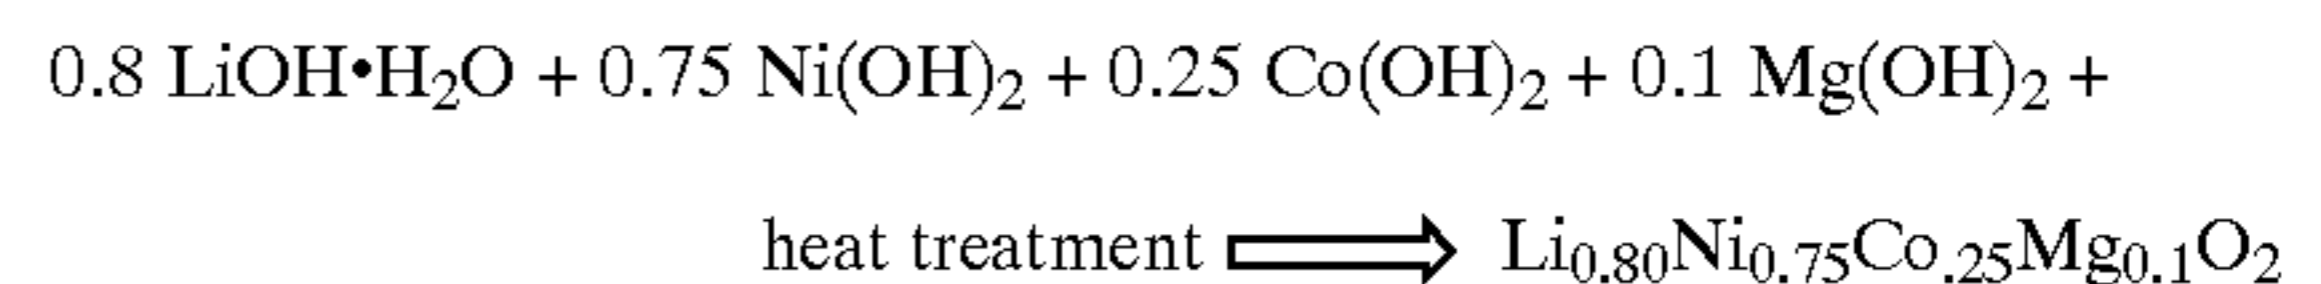 0.8 LiOH•H₂O + 0.75 Ni(OH)₂ + 0.25 Co(OH)₂ + 0.1 Mg(OH)₂ +
heat treatment ⟹ Li₀.₈₀Ni₀.₇₅Co.₂₅Mg₀.₁O₂